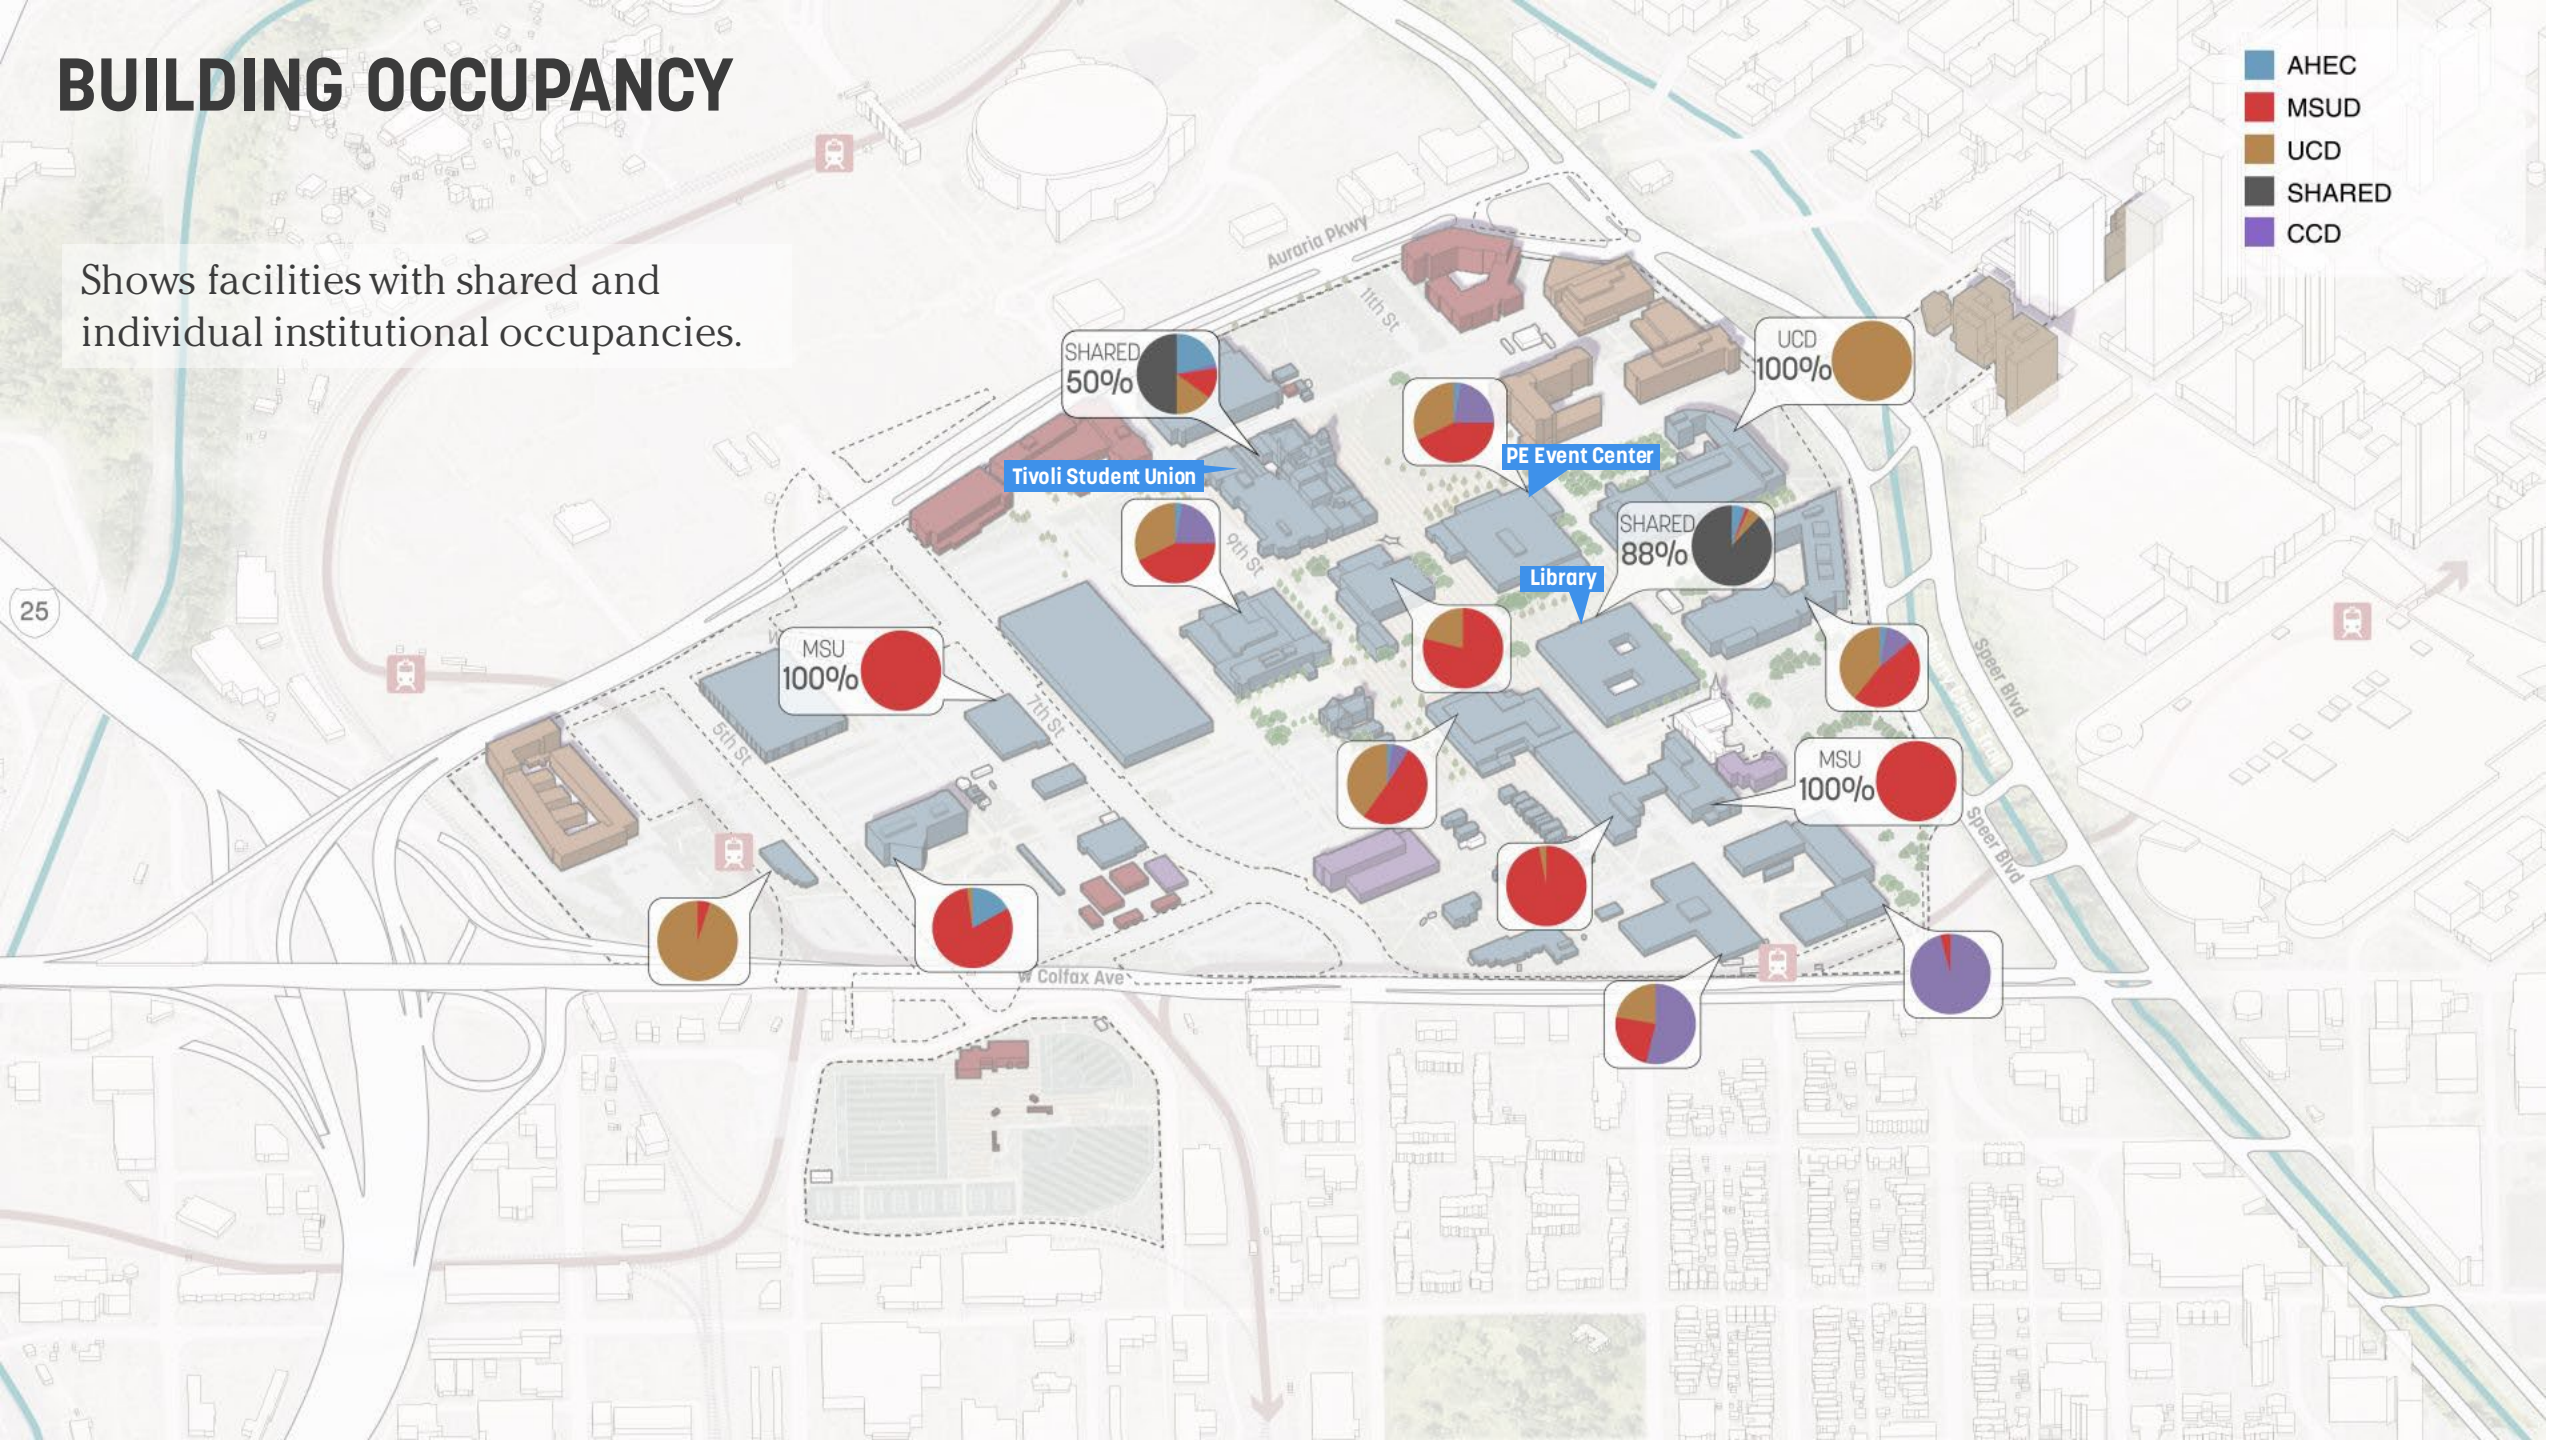 BUILDING OCCUPANCY
Shows facilities with shared and
individual institutional occupancies.
AHEC
MSUD
UCD
SHARED
CCD
Auraria Pkwy
11th St
SHARED
50%
UCD
100%
PE Event Center
Tivoli Student Union
SHARED
88%
9th St
Library
25
MSU
100%
7th St
5th St
Speer Blvd
MSU
100%
Speer Blvd
W Colfax Ave